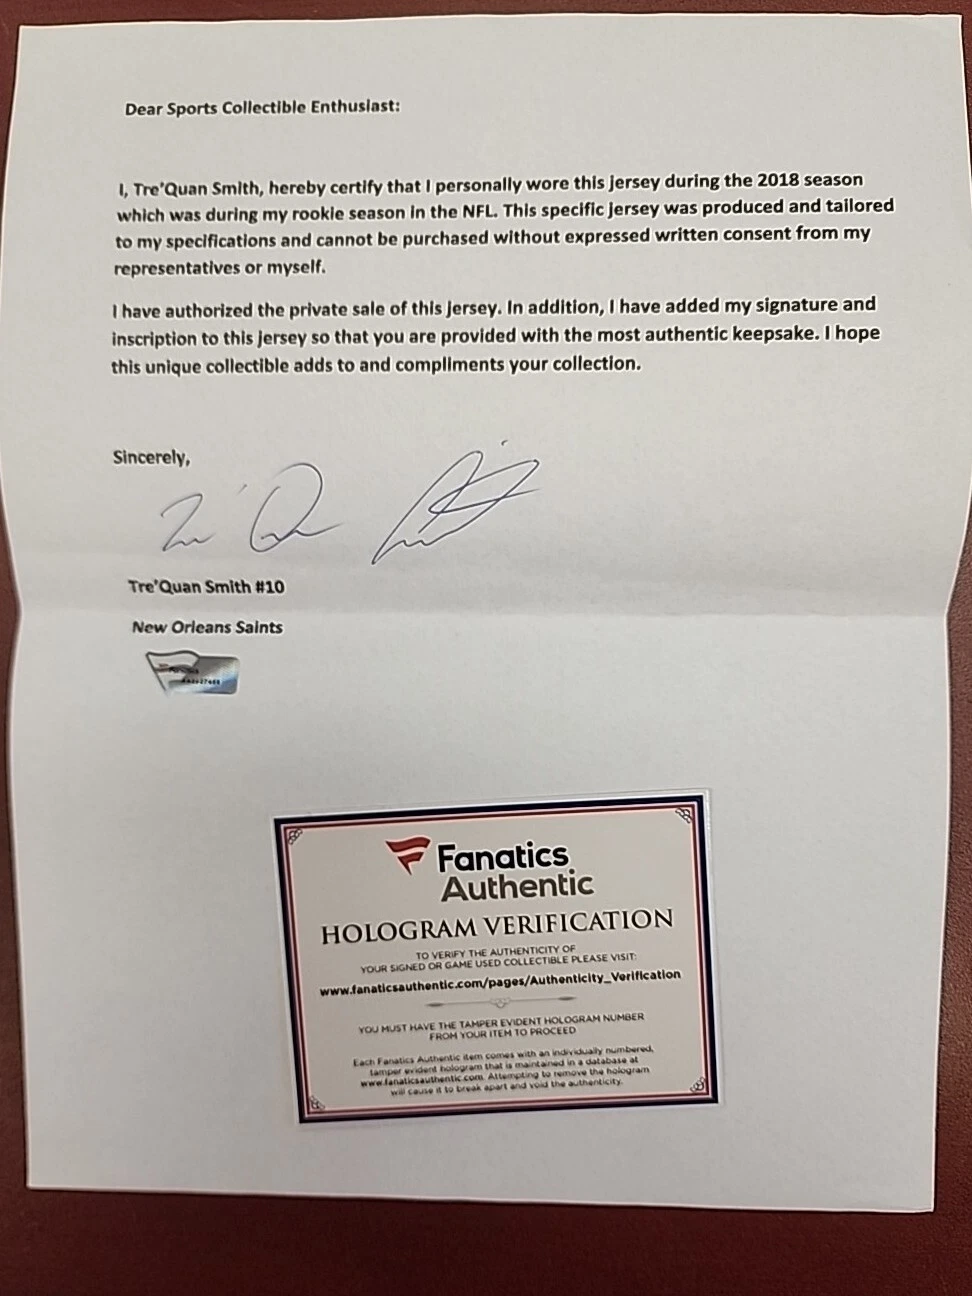 Dear Sports Collectible Enthusiast:
I, Tre'Quan Smith, hereby certify that I personally wore this jersey during the 2018 season
which was during my rookie season in the NFL. This specific jersey was produced and tailored
to my specifications and cannot be purchased without expressed written consent from my
representatives or myself.
I have authorized the private sale of this jersey. In addition, I have added my signature and
inscription to this jersey so that you are provided with the most authentic keepsake. I hope
this unique collectible adds to and compliments your collection.
Sincerely,
Tre'Quan Smith #10
New Orleans Saints
Fanatics
Fanatics
Authentic
HOLOGRAM VERIFICATION
TO VERIFY THE AUTHENTICITY OF
YOUR SIGNED OR GAME USED COLLECTIBLE PLEASE VISIT:
www.fanaticsauthentic.com/pages/Authenticity_Verification
YOU MUST HAVE THE TAMPER EVIDENT HOLOGRAM NUMBER
FROM YOUR ITEM TO PROCEED
Each Fanatics Authentic item comes with an individually numbered,
tamper evident hologram that is maintained in a database at
www.fanaticsauthentic.com. Attempting to remove the hologram
will cause it to break apart and void the authenticity.